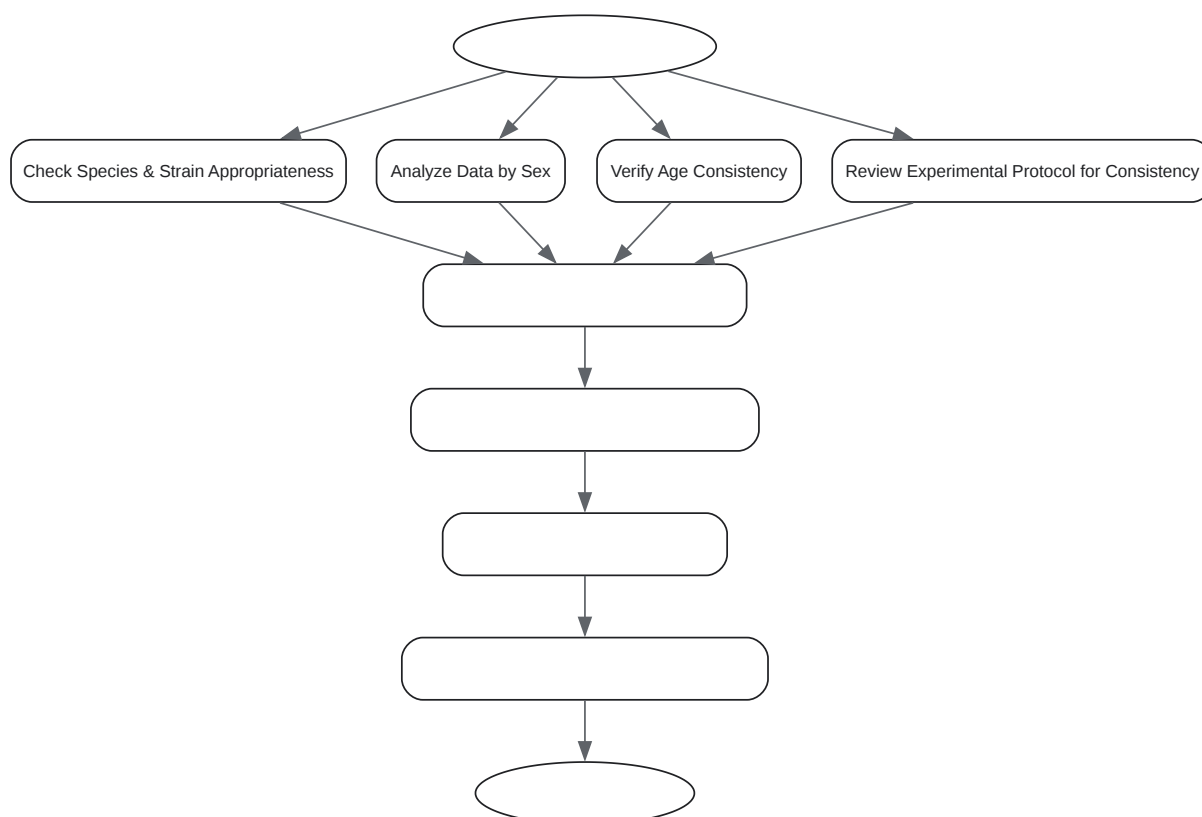 Check Species & Strain Appropriateness
Analyze Data by Sex
Verify Age Consistency
Review Experimental Protocol for Consistency